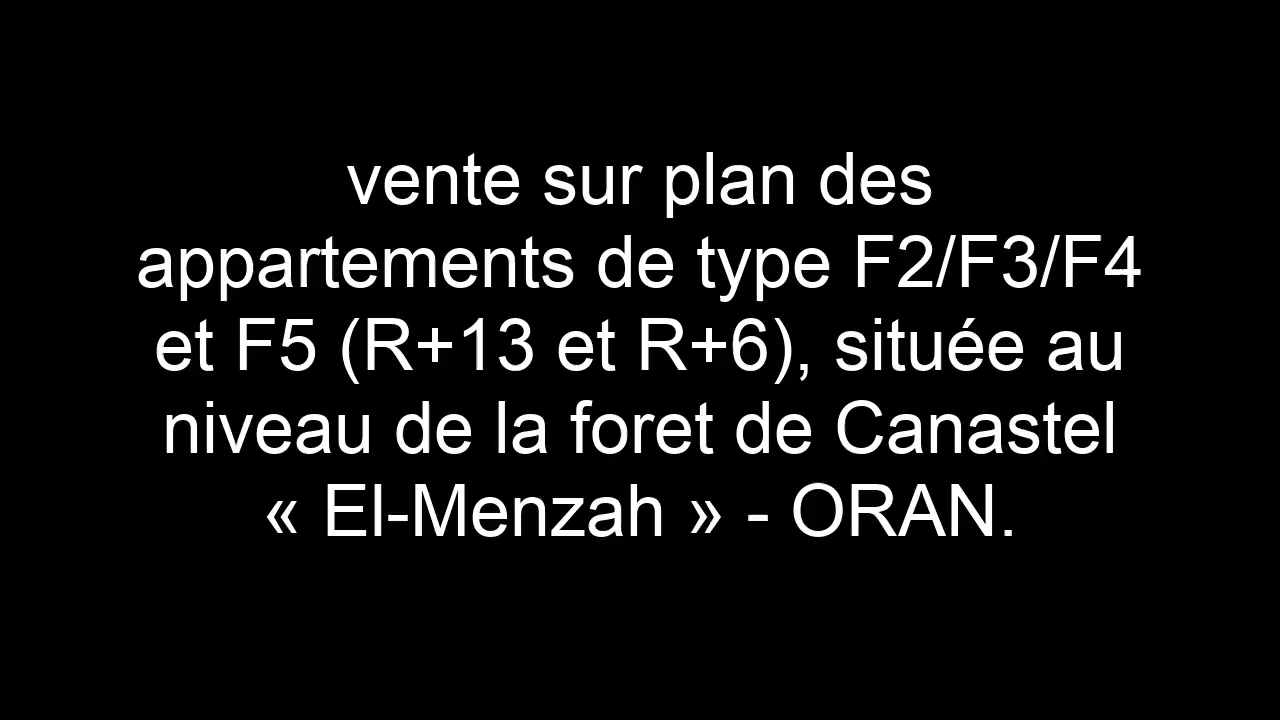 vente sur plan des
appartements de type F2/F3/F4
et F5 (R+13 et R+6), située au
niveau de la foret de Canastel
« El-Menzah » - ORAN.